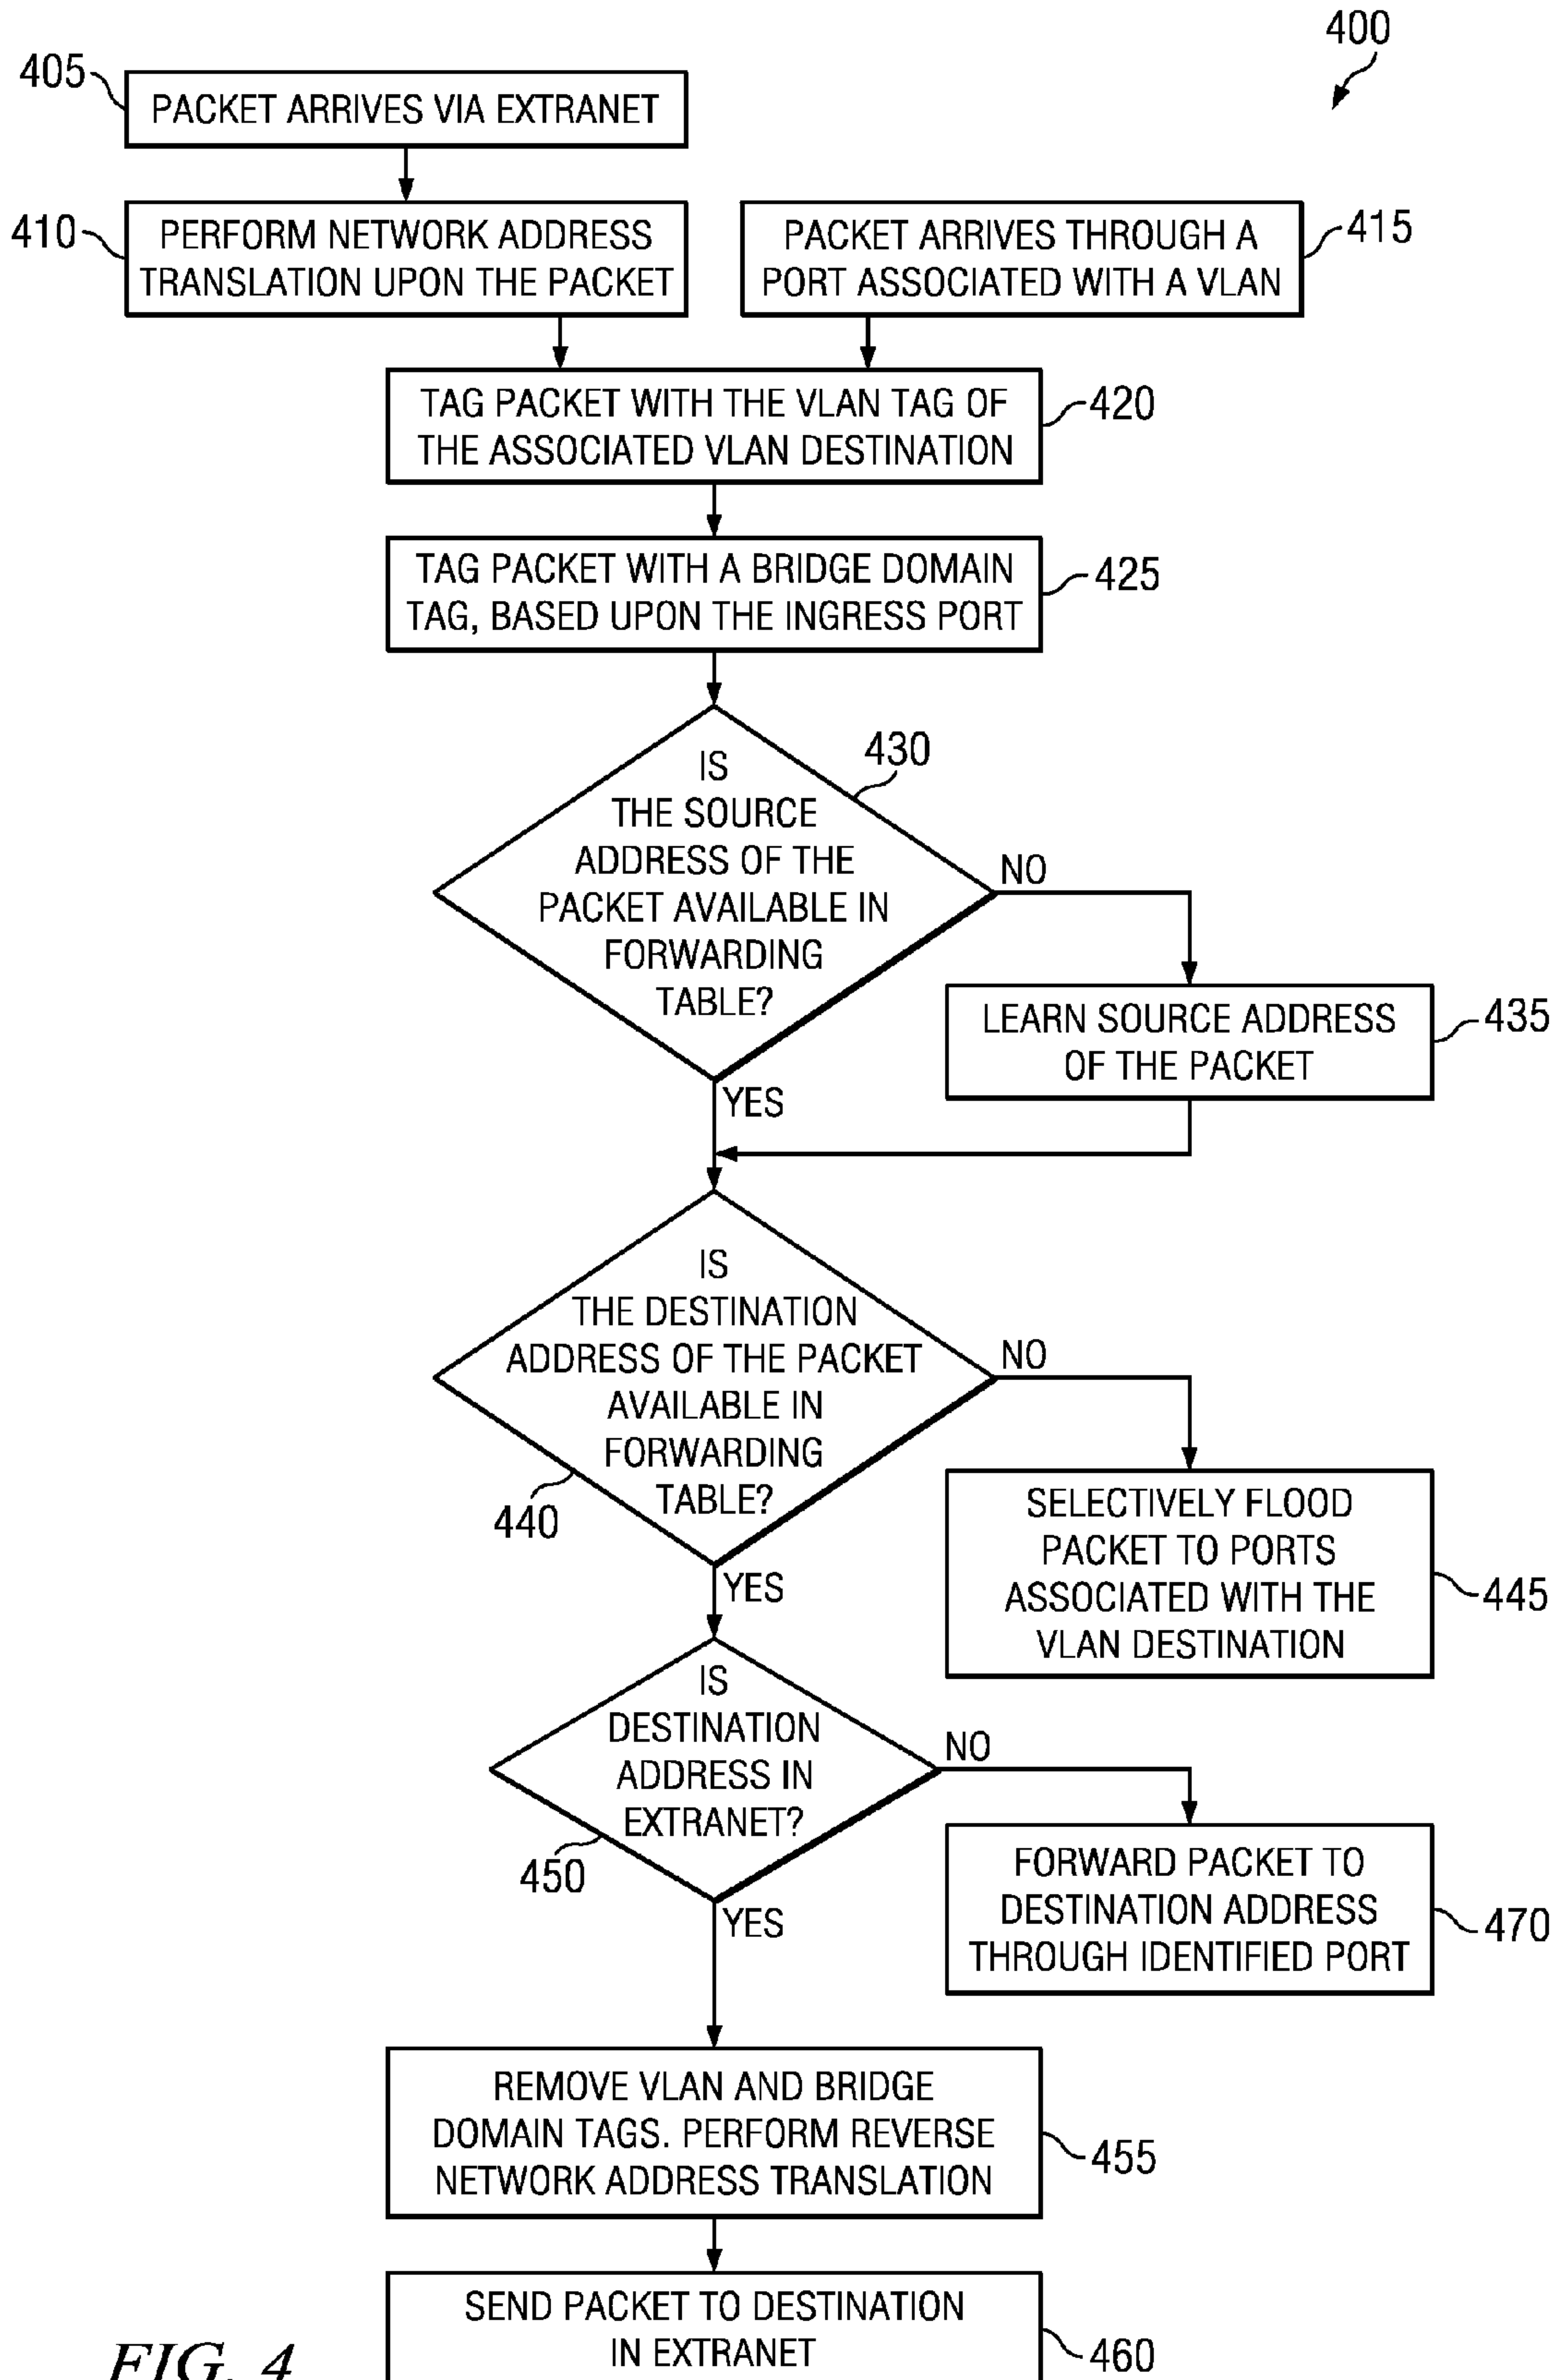 400
405
PACKET ARRIVES VIA EXTRANET
410
PERFORM NETWORK ADDRESS
TRANSLATION UPON THE PACKET
PACKET ARRIVES THROUGH A
PORT ASSOCIATED WITH A VLAN
415
TAG PACKET WITH THE VLAN TAG OF
THE ASSOCIATED VLAN DESTINATION
420
TAG PACKET WITH A BRIDGE DOMAIN
TAG, BASED UPON THE INGRESS PORT
425
430
IS
THE SOURCE
ADDRESS OF THE
PACKET AVAILABLE IN
FORWARDING
TABLE?
NO
YES
LEARN SOURCE ADDRESS
OF THE PACKET
435
IS
THE DESTINATION
ADDRESS OF THE PACKET
AVAILABLE IN
FORWARDING
TABLE?
440
NO
YES
SELECTIVELY FLOOD
PACKET TO PORTS
ASSOCIATED WITH THE
VLAN DESTINATION
445
IS
DESTINATION
ADDRESS IN
EXTRANET?
450
NO
YES
FORWARD PACKET TO
DESTINATION ADDRESS
THROUGH IDENTIFIED PORT
470
REMOVE VLAN AND BRIDGE
DOMAIN TAGS. PERFORM REVERSE
NETWORK ADDRESS TRANSLATION
455
SEND PACKET TO DESTINATION
IN EXTRANET
460
FIG. 4